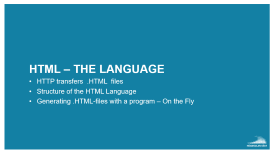 HTML – THE LANGUAGE
• HTTP transfers .HTML files
• Structure of the HTML Language
• Generating .HTML-files with a program – On the Fly